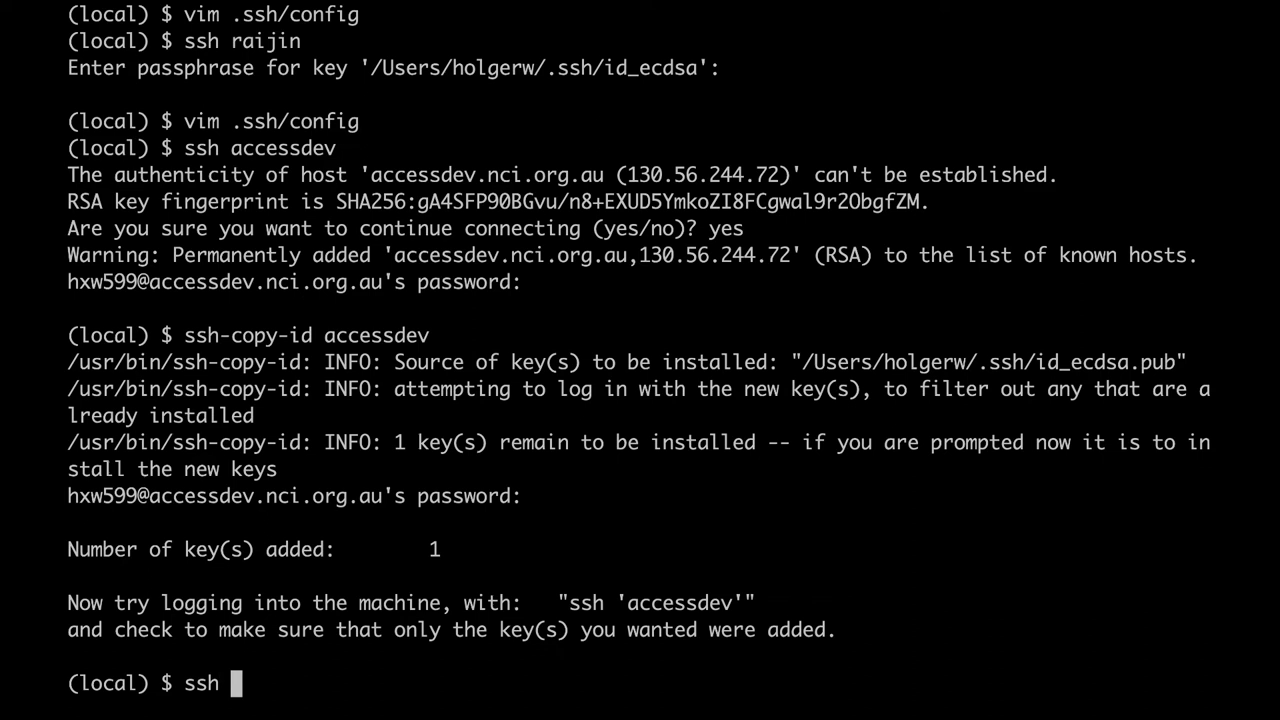 (local) $ vim .ssh/config
(local) $ ssh raijin
Enter passphrase for key '/Users/holgerw/.ssh/id_ecdsa':
(local) $ vim .ssh/config
(local) $ ssh accessdev
The authenticity of host 'accessdev.nci.org.au (130.56.244.72)' can't be established.
RSA key fingerprint is SHA256:gA4SFP90BGvu/n8+EXUD5YmkoZI8FCgwal9r2ObgfZM.
Are you sure you want to continue connecting (yes/no)? yes
Warning: Permanently added 'accessdev.nci.org.au,130.56.244.72' (RSA) to the list of known hosts.
hxw599@accessdev.nci.org.au's password:
(local) $ ssh-copy-id accessdev
/usr/bin/ssh-copy-id: INFO: Source of key(s) to be installed: "/Users/holgerw/.ssh/id_ecdsa.pub"
/usr/bin/ssh-copy-id: INFO: attempting to log in with the new key(s), to filter out any that are a
lready installed
/usr/bin/ssh-copy-id: INFO: 1 key(s) remain to be installed -- if you are prompted now it is to in
stall the new keys
hxw599@accessdev.nci.org.au's password:
Number of key(s) added:        1
Now try logging into the machine, with:   "ssh 'accessdev'"
and check to make sure that only the key(s) you wanted were added.
(local) $ ssh